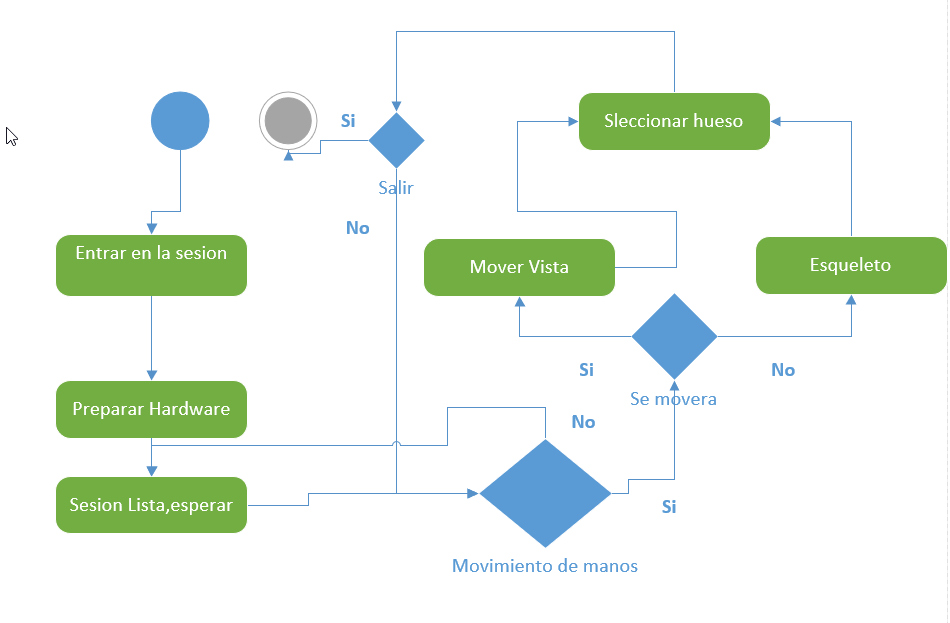 Sleccionar hueso
Si
Salir
No
Entrar en la sesion
Mover Vista
Esqueleto
Si
No
Se movera
Preparar Hardware
No
Sesion Lista,esperar
Si
Movimiento de manos